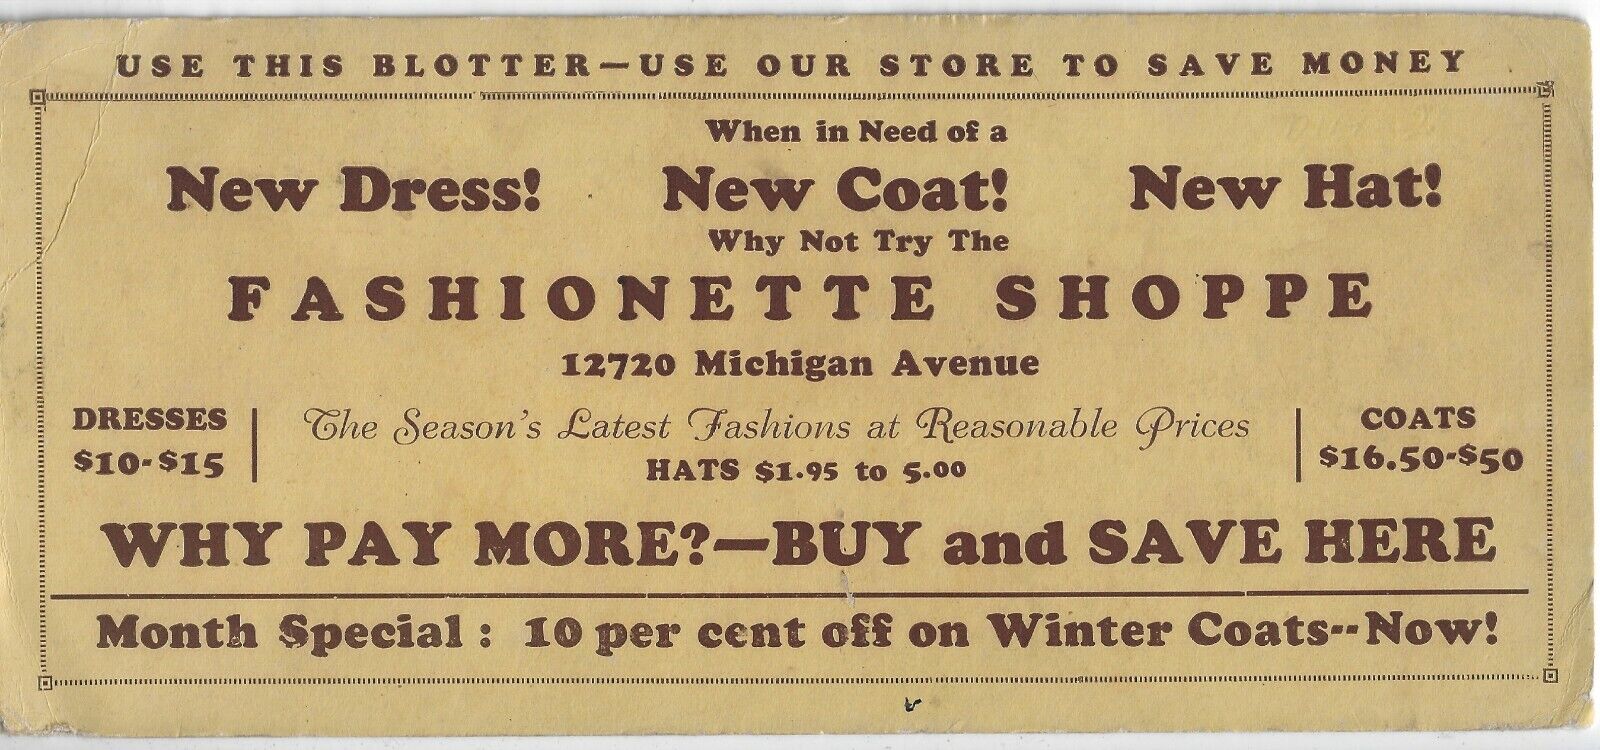 USE THIS BLOTTER—USE OUR STORE TO SAVE MONEY
When in Need of a
New Dress! New Coat! New Hat!
Why Not Try The
FASHIONETTE SHOPPE
12720 Michigan Avenue
DRESSES
$10-$15
The Season's Latest Fashions at Reasonable Prices
HATS $1.95 to 5.00
COATS
$16.50-$50
WHY PAY MORE?—BUY and SAVE HERE
Month Special : 10 per cent off on Winter Coats--Now!